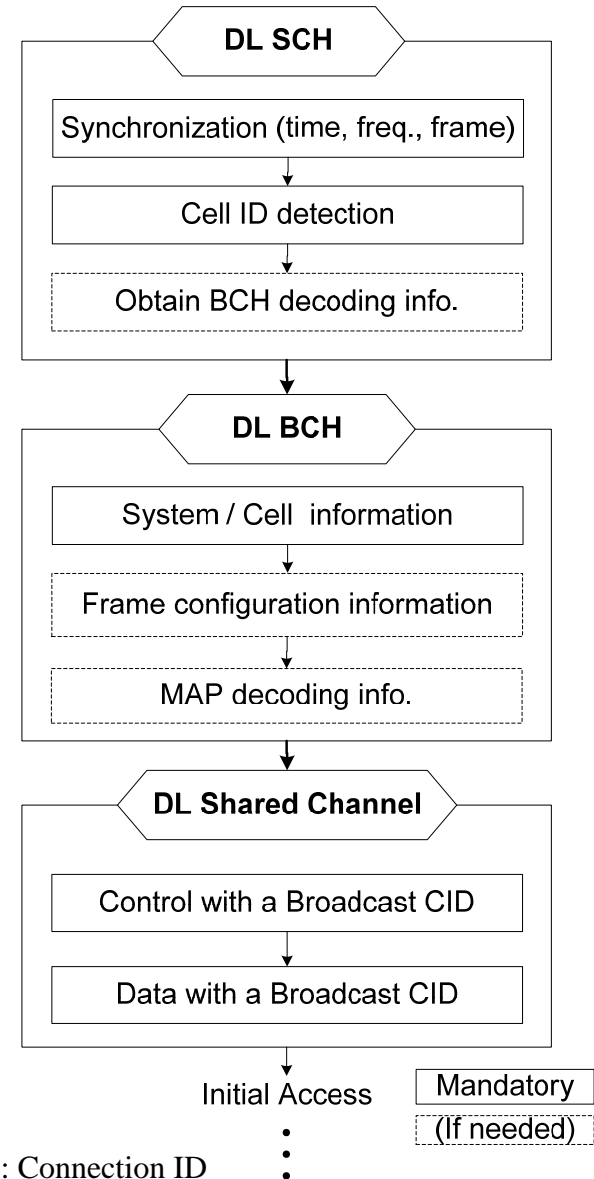 DL SCH
Synchronization (time, freq., frame)
Cell ID detection
Obtain BCH decoding info.
DL BCH
System / Cell information
Frame configuration information
MAP decoding info.
DL Shared Channel
Control with a Broadcast CID
Data with a Broadcast CID
Initial Access
Mandatory
(If needed)
: Connection ID